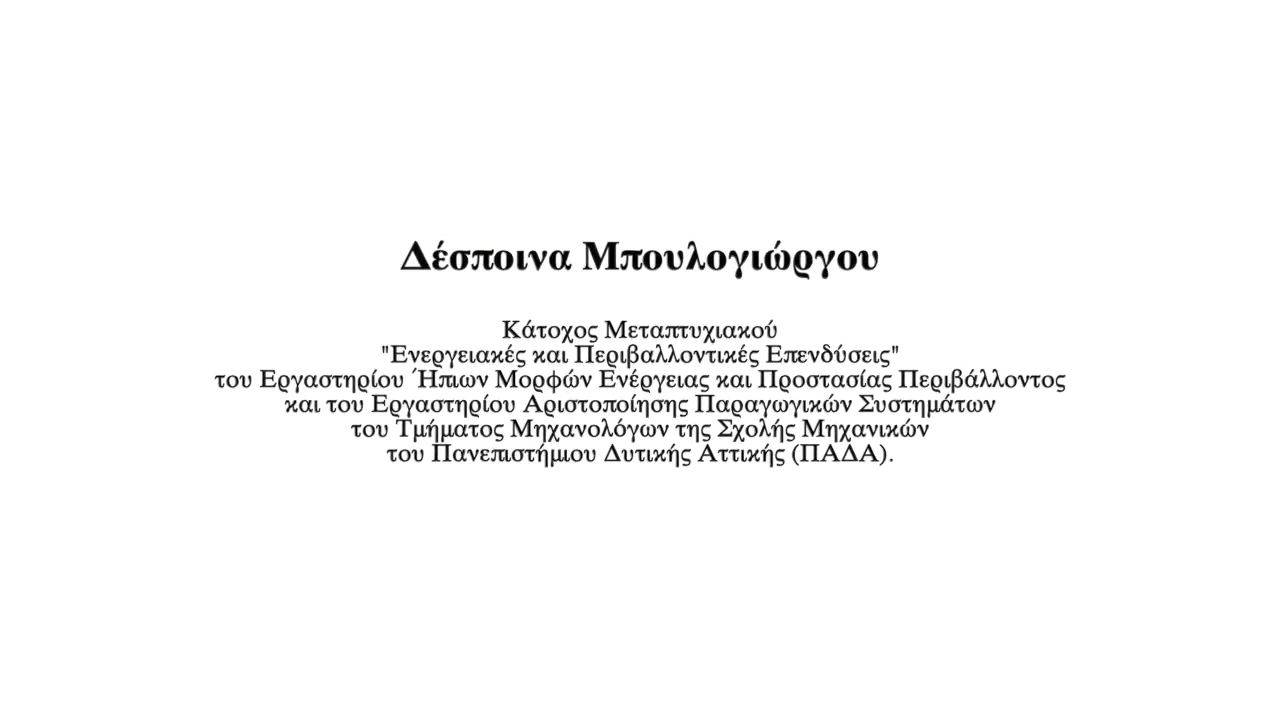 Δέσποινα Μπουλογιώργου
Κάτοχος Μεταπτυχιακού
"Ενεργειακές και Περιβαλλοντικές Επενδύσεις"
του Εργαστηρίου Ήπιων Μορφών Ενέργειας και Προστασίας Περιβάλλοντος
και του Εργαστηρίου Αριστοποίησης Παραγωγικών Συστημάτων
του Τμήματος Μηχανολόγων της Σχολής Μηχανικών
του Πανεπιστήμιου Δυτικής Αττικής (ΠΑΔΑ).